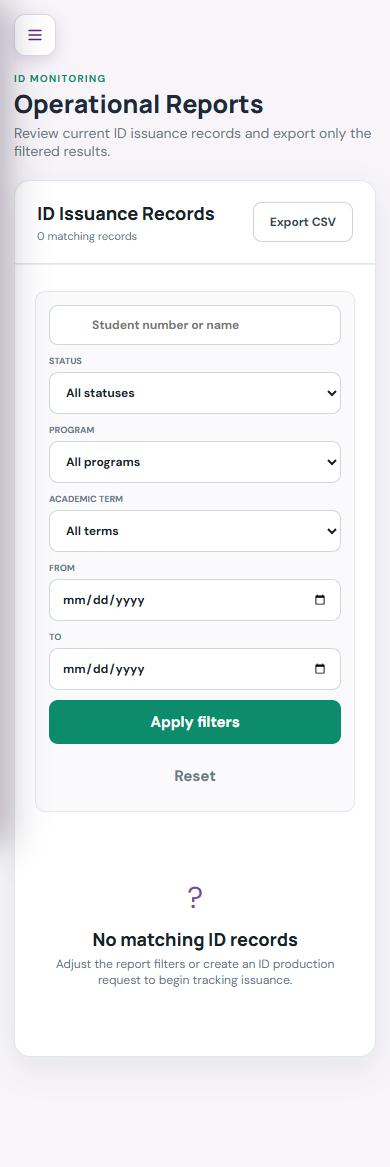 ID MONITORING
Operational Reports
Review current ID issuance records and export only the
filtered results.
ID Issuance Records
0 matching records
Export CSV
Student number or name
STATUS
All statuses
PROGRAM
All programs
ACADEMIC TERM
All terms
FROM
mm/dd/yyyy
TO
mm/dd/yyyy
Apply filters
Reset
?
No matching ID records
Adjust the report filters or create an ID production
request to begin tracking issuance.